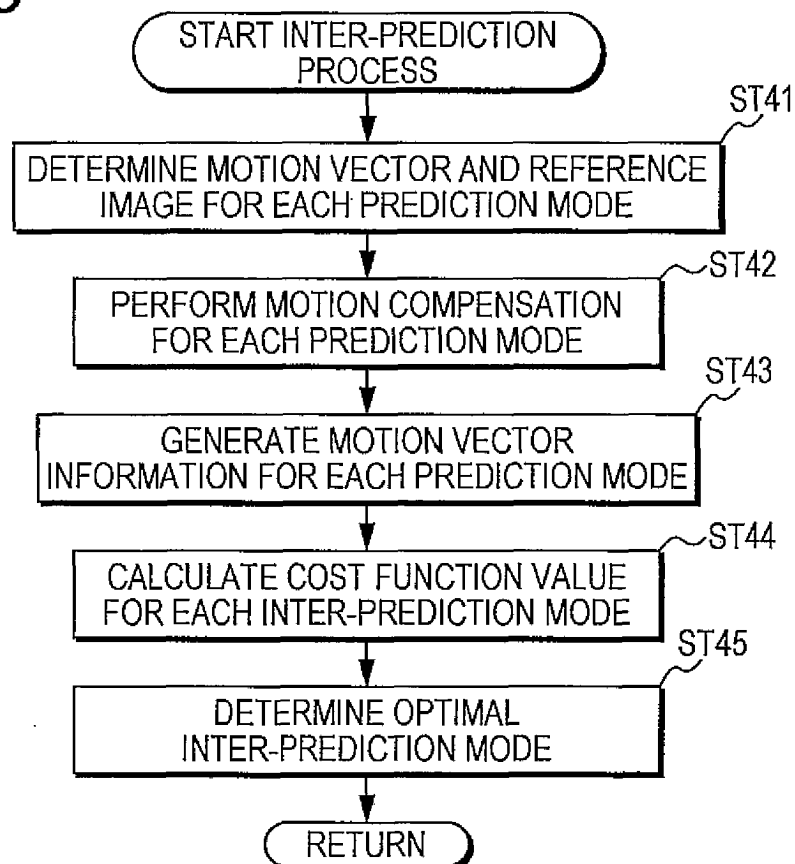 START INTER-PREDICTION
PROCESS
ST41
DETERMINE MOTION VECTOR AND REFERENCE
IMAGE FOR EACH PREDICTION MODE
ST42
PERFORM MOTION COMPENSATION
FOR EACH PREDICTION MODE
ST43
GENERATE MOTION VECTOR
INFORMATION FOR EACH PREDICTION MODE
ST44
CALCULATE COST FUNCTION VALUE
FOR EACH INTER-PREDICTION MODE
ST45
DETERMINE OPTIMAL
INTER-PREDICTION MODE
RETURN